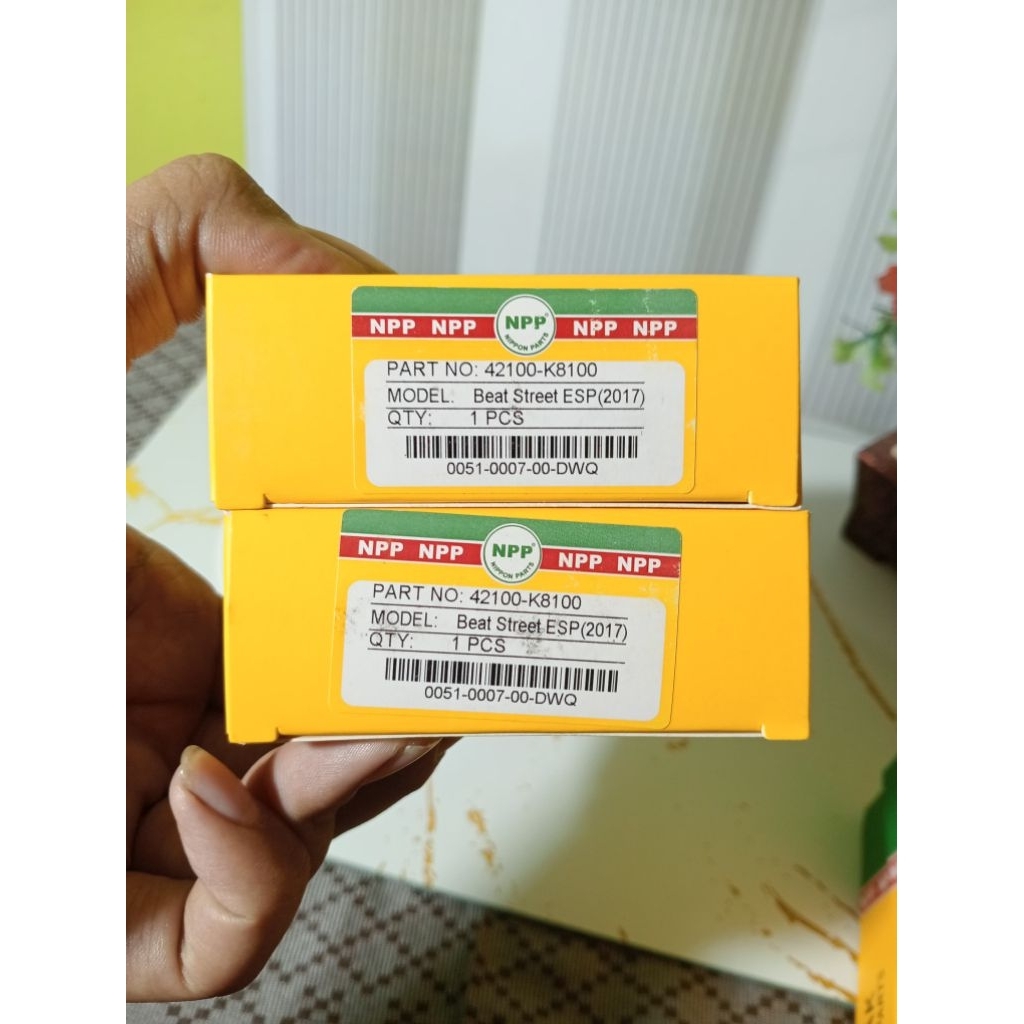 NPP NPP NPP NPP NPP
NIPPON PARTS
PART NO: 42100-K8100
MODEL: Beat Street ESP(2017)
QTY: 1 PCS
0051-0007-00-DWQ
NPP NPP NPP NPP NPP
NIPPON PARTS
PART NO: 42100-K8100
MODEL: Beat Street ESP(2017)
QTY: 1 PCS
0051-0007-00-DWQ